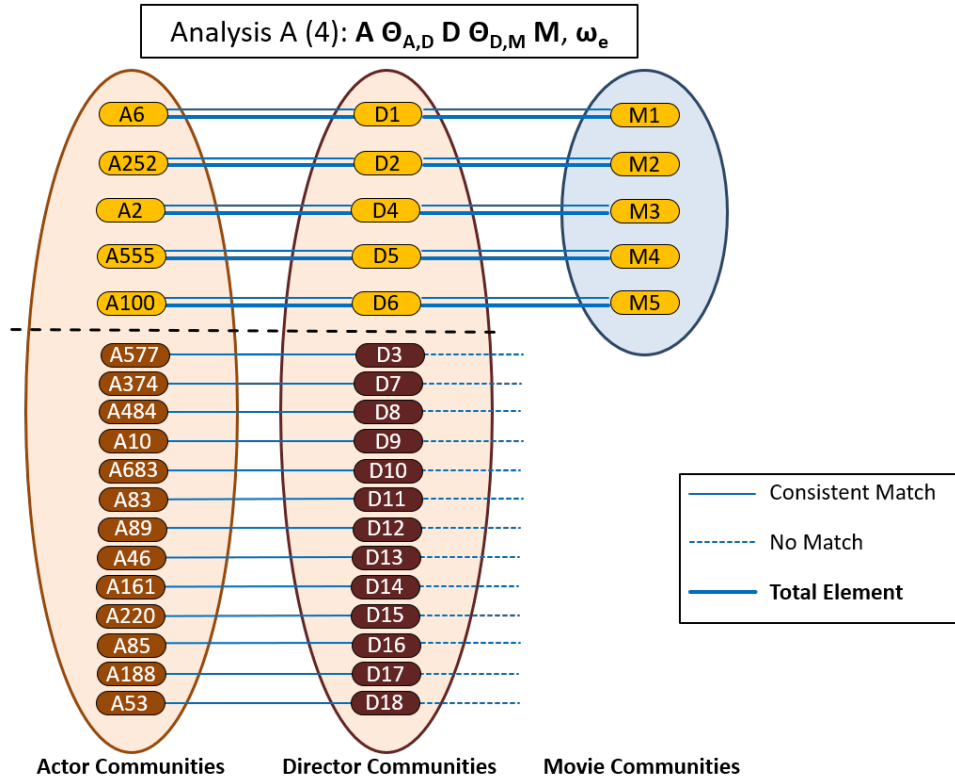 Analysis A (4): A ΘA,D D ΘD,M M, ωe
A6 D1 M1
A252 D2 M2
A2 D4 M3
A555 D5 M4
A100 D6 M5
A577 D3
A374 D7
A484 D8
A10 D9
A683 D10
A83 D11
A89 D12
A46 D13
A161 D14
A220 D15
A85 D16
A188 D17
A53 D18
Consistent Match
No Match
Total Element
Actor Communities Director Communities Movie Communities